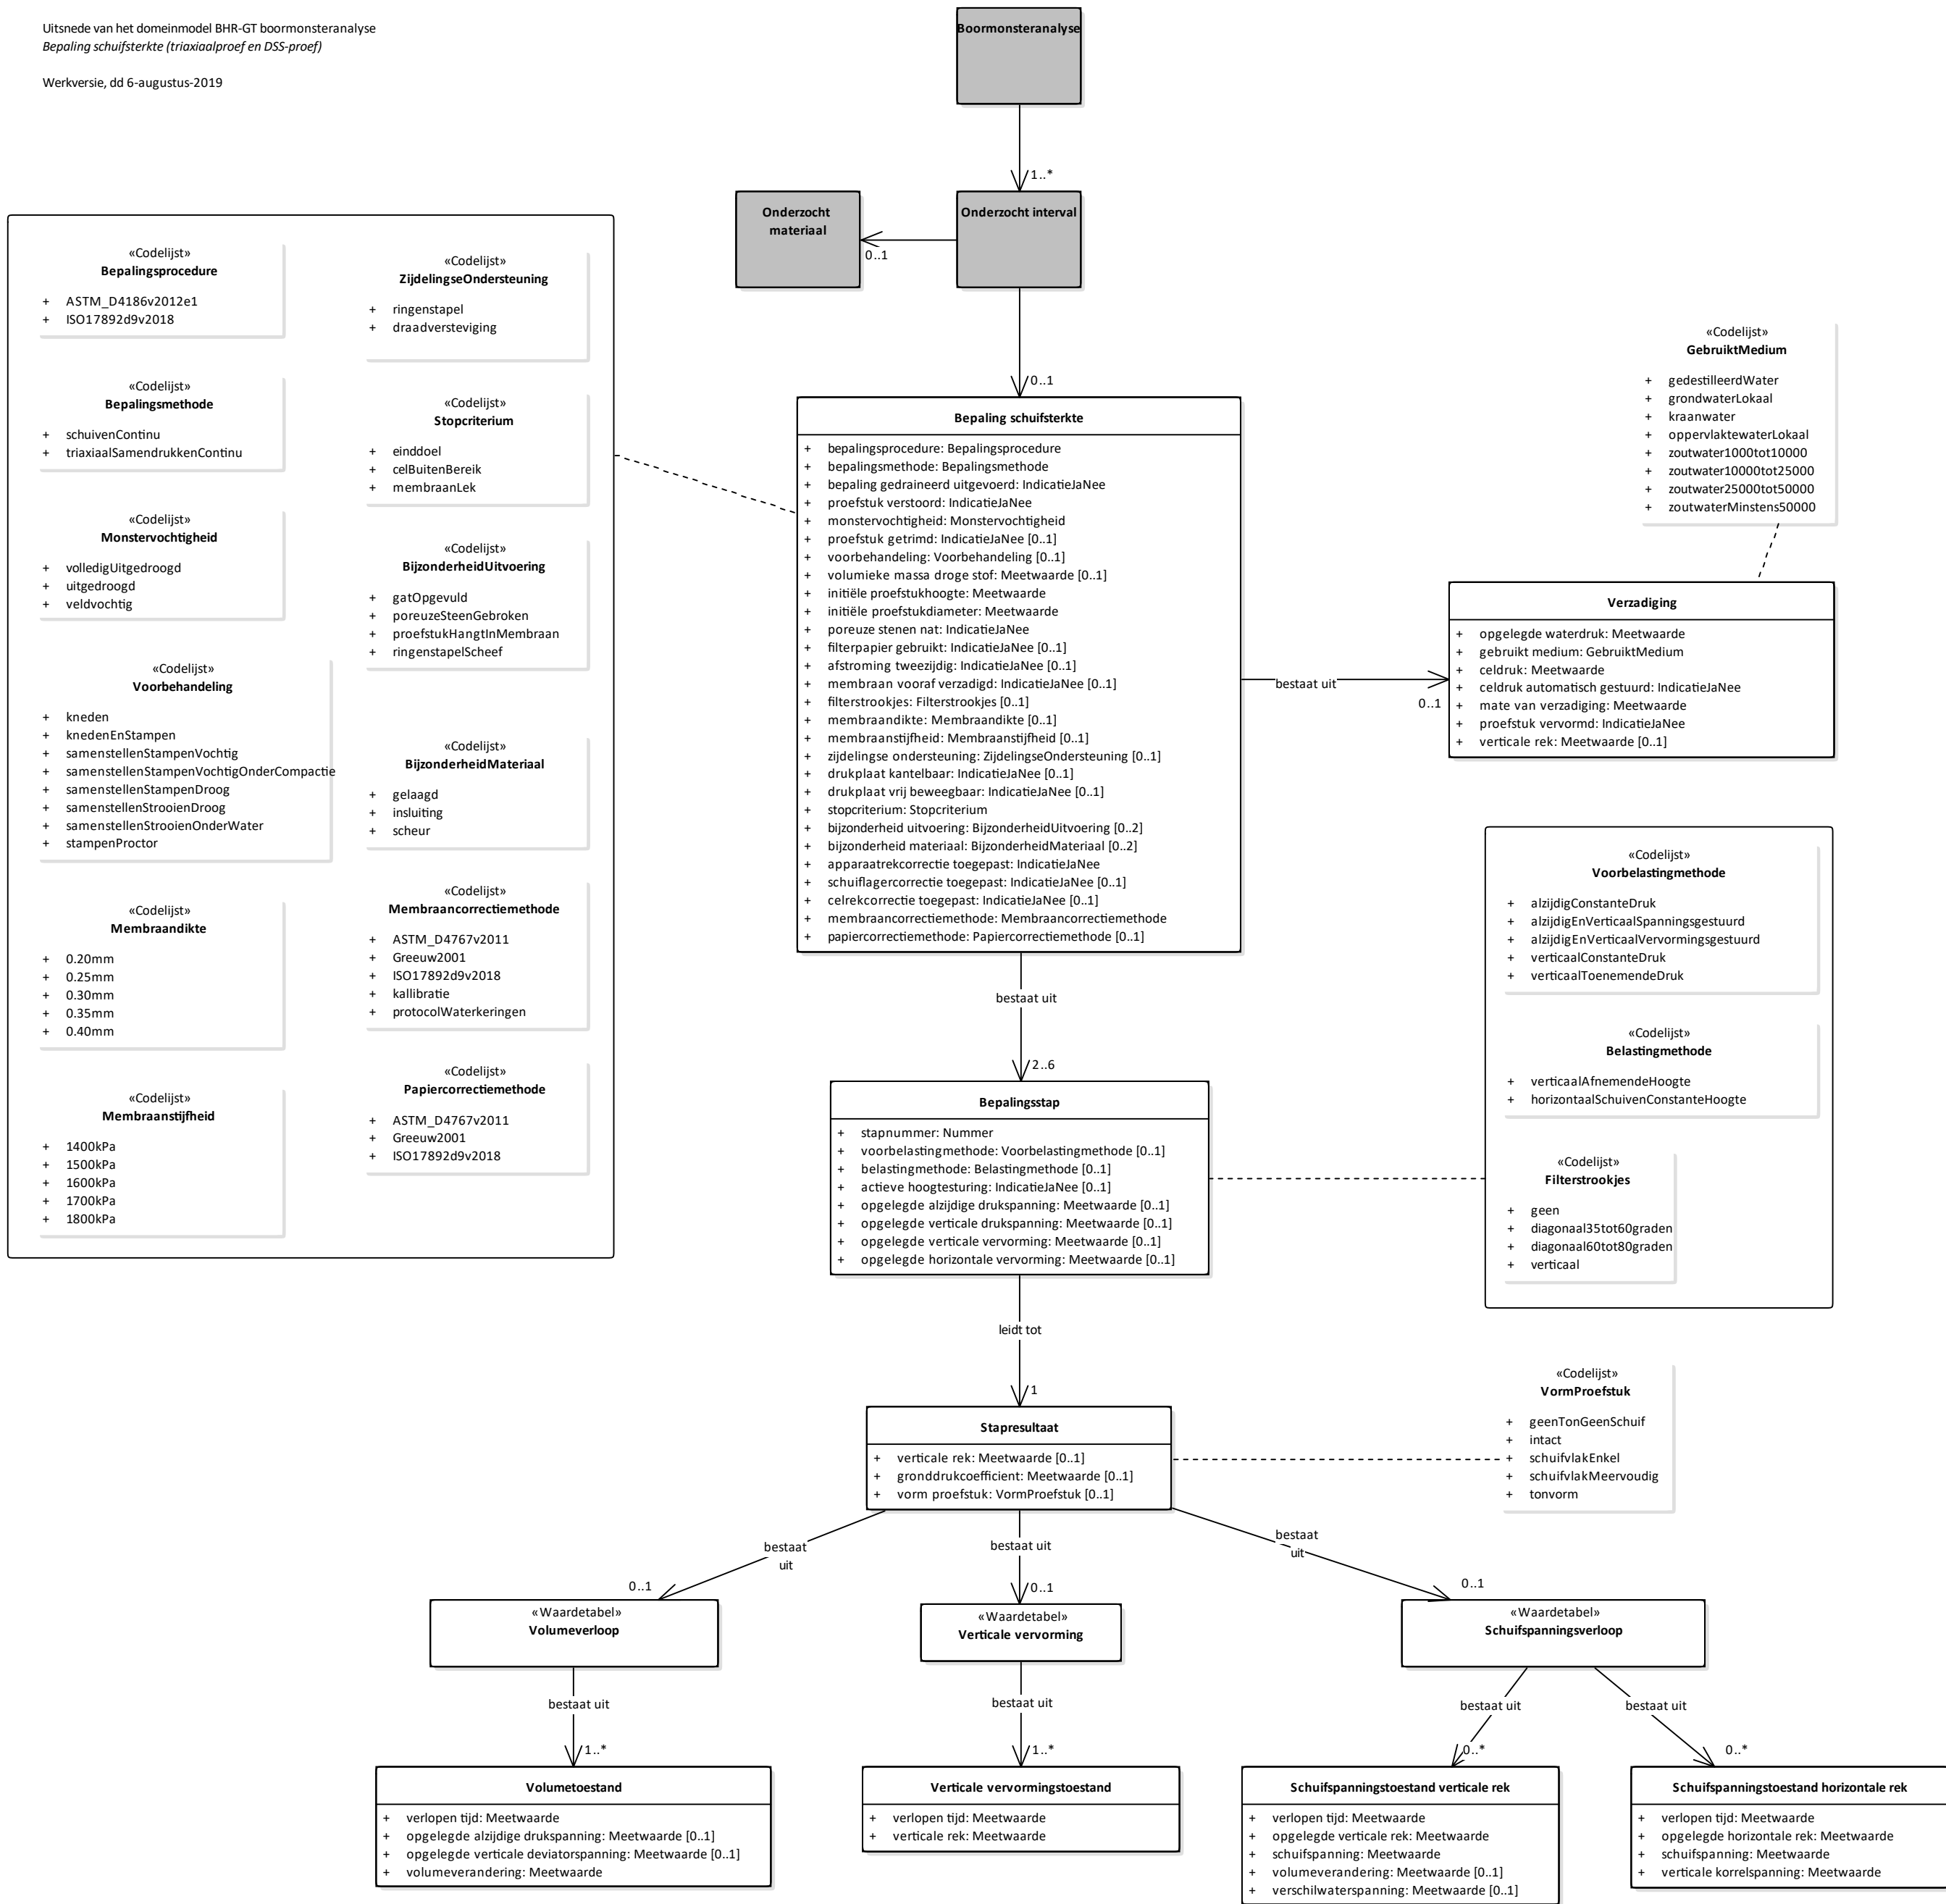 Uitsnede van het domeinmodel BHR-GT boormonsteranalyse
Bepaling schuifsterkte (triaxiaalproef en DSS-proef)
Werkversie, dd 6-augustus-2019
Boormonsteranalyse
1..*
Onderzocht
materiaal
Onderzocht interval
0..1
0..1
«Codelijst»
Bepalingsprocedure
+ ASTM_D4186v2012e1
+ ISO17892d9v2018
«Codelijst»
Bepalingsmethode
+ schuivenContinu
+ triaxiaalSamendrukkenContinu
«Codelijst»
Monstervochtigheid
+ volledigUitgedroogd
+ uitgedroogd
+ veldvochtig
«Codelijst»
Voorbehandeling
+ kneden
+ knedenEnStampen
+ samenstellenStampenVochtig
+ samenstellenStampenVochtigOnderCompactie
+ samenstellenStampenDroog
+ samenstellenStrooienDroog
+ samenstellenStrooienOnderWater
+ stampenProctor
«Codelijst»
Membraandikte
+ 0.20mm
+ 0.25mm
+ 0.30mm
+ 0.35mm
+ 0.40mm
«Codelijst»
Membraanstijfheid
+ 1400kPa
+ 1500kPa
+ 1600kPa
+ 1700kPa
+ 1800kPa
«Codelijst»
ZijdelingseOndersteuning
+ ringenstapel
+ draadversteviging
«Codelijst»
Stopcriterium
+ einddoel
+ celBuitenBereik
+ membraanLek
«Codelijst»
BijzonderheidUitvoering
+ gatOpgevuld
+ poreuzeSteenGebroken
+ proefstukHangtInMembraan
+ ringenstapelScheef
«Codelijst»
BijzonderheidMateriaal
+ gelaagd
+ insluiting
+ scheur
«Codelijst»
Membraancorrectiemethode
+ ASTM_D4767v2011
+ Greeuw2001
+ ISO17892d9v2018
+ kallibratie
+ protocolWaterkeringen
«Codelijst»
Papiercorrectiemethode
+ ASTM_D4767v2011
+ Greeuw2001
+ ISO17892d9v2018
Bepaling schuifsterkte
+ bepalingsprocedure: Bepalingsprocedure
+ bepalingsmethode: Bepalingsmethode
+ bepaling gedraineerd uitgevoerd: IndicatieJaNee
+ proefstuk verstoord: IndicatieJaNee
+ monstervochtigheid: Monstervochtigheid
+ proefstuk getrimd: IndicatieJaNee [0..1]
+ voorbehandeling: Voorbehandeling [0..1]
+ volumieke massa droge stof: Meetwaarde [0..1]
+ initiële proefstukhoogte: Meetwaarde
+ initiële proefstukdiameter: Meetwaarde
+ poreuze stenen nat: IndicatieJaNee
+ filterpapier gebruikt: IndicatieJaNee [0..1]
+ afstroming tweezijdig: IndicatieJaNee [0..1]
+ membraan vooraf verzadigd: IndicatieJaNee [0..1]
+ filterstrookjes: Filterstrookjes [0..1]
+ membraandikte: Membraandikte [0..1]
+ membraanstijfheid: Membraanstijfheid [0..1]
+ zijdelingse ondersteuning: ZijdelingseOndersteuning [0..1]
+ drukplaat kantelbaar: IndicatieJaNee [0..1]
+ drukplaat vrij beweegbaar: IndicatieJaNee [0..1]
+ stopcriterium: Stopcriterium
+ bijzonderheid uitvoering: BijzonderheidUitvoering [0..2]
+ bijzonderheid materiaal: BijzonderheidMateriaal [0..2]
+ apparaatrekcorrectie toegepast: IndicatieJaNee
+ schuiflagercorrectie toegepast: IndicatieJaNee [0..1]
+ celrekcorrectie toegepast: IndicatieJaNee [0..1]
+ membraancorrectiemethode: Membraancorrectiemethode
+ papiercorrectiemethode: Papiercorrectiemethode [0..1]
«Codelijst»
GebruiktMedium
+ gedestilleerdWater
+ grondwaterLokaal
+ kraanwater
+ oppervlaktewaterLokaal
+ zoutwater1000tot10000
+ zoutwater10000tot25000
+ zoutwater25000tot50000
+ zoutwaterMinstens50000
bestaat uit
0..1
Verzadiging
+ opgelegde waterdruk: Meetwaarde
+ gebruikt medium: GebruiktMedium
+ celdruk: Meetwaarde
+ celdruk automatisch gestuurd: IndicatieJaNee
+ mate van verzadiging: Meetwaarde
+ proefstuk vervormd: IndicatieJaNee
+ verticale rek: Meetwaarde [0..1]
bestaat uit
2..6
Bepalingsstap
+ stapnummer: Nummer
+ voorbelastingmethode: Voorbelastingmethode [0..1]
+ belastingmethode: Belastingmethode [0..1]
+ actieve hoogtesturing: IndicatieJaNee [0..1]
+ opgelegde alzijdige drukspanning: Meetwaarde [0..1]
+ opgelegde verticale drukspanning: Meetwaarde [0..1]
+ opgelegde verticale vervorming: Meetwaarde [0..1]
+ opgelegde horizontale vervorming: Meetwaarde [0..1]
«Codelijst»
Voorbelastingmethode
+ alzijdigConstanteDruk
+ alzijdigEnVerticaalSpanningsgestuurd
+ alzijdigEnVerticaalVervormingsgestuurd
+ verticaalConstanteDruk
+ verticaalToenemendeDruk
«Codelijst»
Belastingmethode
+ verticaalAfnemendeHoogte
+ horizontaalSchuivenConstanteHoogte
«Codelijst»
Filterstrookjes
+ geen
+ diagonaal35tot60graden
+ diagonaal60tot80graden
+ verticaal
leidt tot
1
Stapresultaat
+ verticale rek: Meetwaarde [0..1]
+ gronddrukcoefficient: Meetwaarde [0..1]
+ vorm proefstuk: VormProefstuk [0..1]
«Codelijst»
VormProefstuk
+ geenTonGeenSchuif
+ intact
+ schuifvlakEnkel
+ schuifvlakMeervoudig
+ tonvorm
bestaat
uit
0..1
bestaat uit
0..1
bestaat
uit
0..1
«Waardetabel»
Volumeverloop
«Waardetabel»
Verticale vervorming
«Waardetabel»
Schuifspanningsverloop
bestaat uit
1..*
bestaat uit
1..*
bestaat uit
0..*
bestaat uit
0..*
Volumetoestand
+ verlopen tijd: Meetwaarde
+ opgelegde alzijdige drukspanning: Meetwaarde [0..1]
+ opgelegde verticale deviatorspanning: Meetwaarde [0..1]
+ volumeverandering: Meetwaarde
Verticale vervormingstoestand
+ verlopen tijd: Meetwaarde
+ verticale rek: Meetwaarde
Schuifspanningstoestand verticale rek
+ verlopen tijd: Meetwaarde
+ opgelegde verticale rek: Meetwaarde
+ schuifspanning: Meetwaarde
+ volumeverandering: Meetwaarde [0..1]
+ verschilwaterspanning: Meetwaarde [0..1]
Schuifspanningstoestand horizontale rek
+ verlopen tijd: Meetwaarde
+ opgelegde horizontale rek: Meetwaarde
+ schuifspanning: Meetwaarde
+ verticale korrelspanning: Meetwaarde